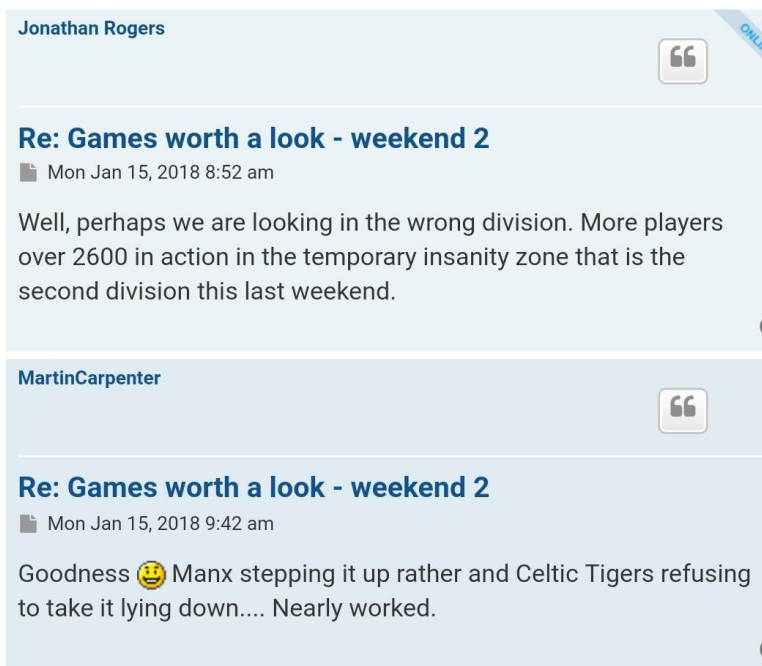 Jonathan Rogers
Re: Games worth a look - weekend 2
Mon Jan 15, 2018 8:52 am
Well, perhaps we are looking in the wrong division. More players
over 2600 in action in the temporary insanity zone that is the
second division this last weekend.
MartinCarpenter
Re: Games worth a look - weekend 2
Mon Jan 15, 2018 9:42 am
Goodness Manx stepping it up rather and Celtic Tigers refusing
to take it lying down.... Nearly worked.